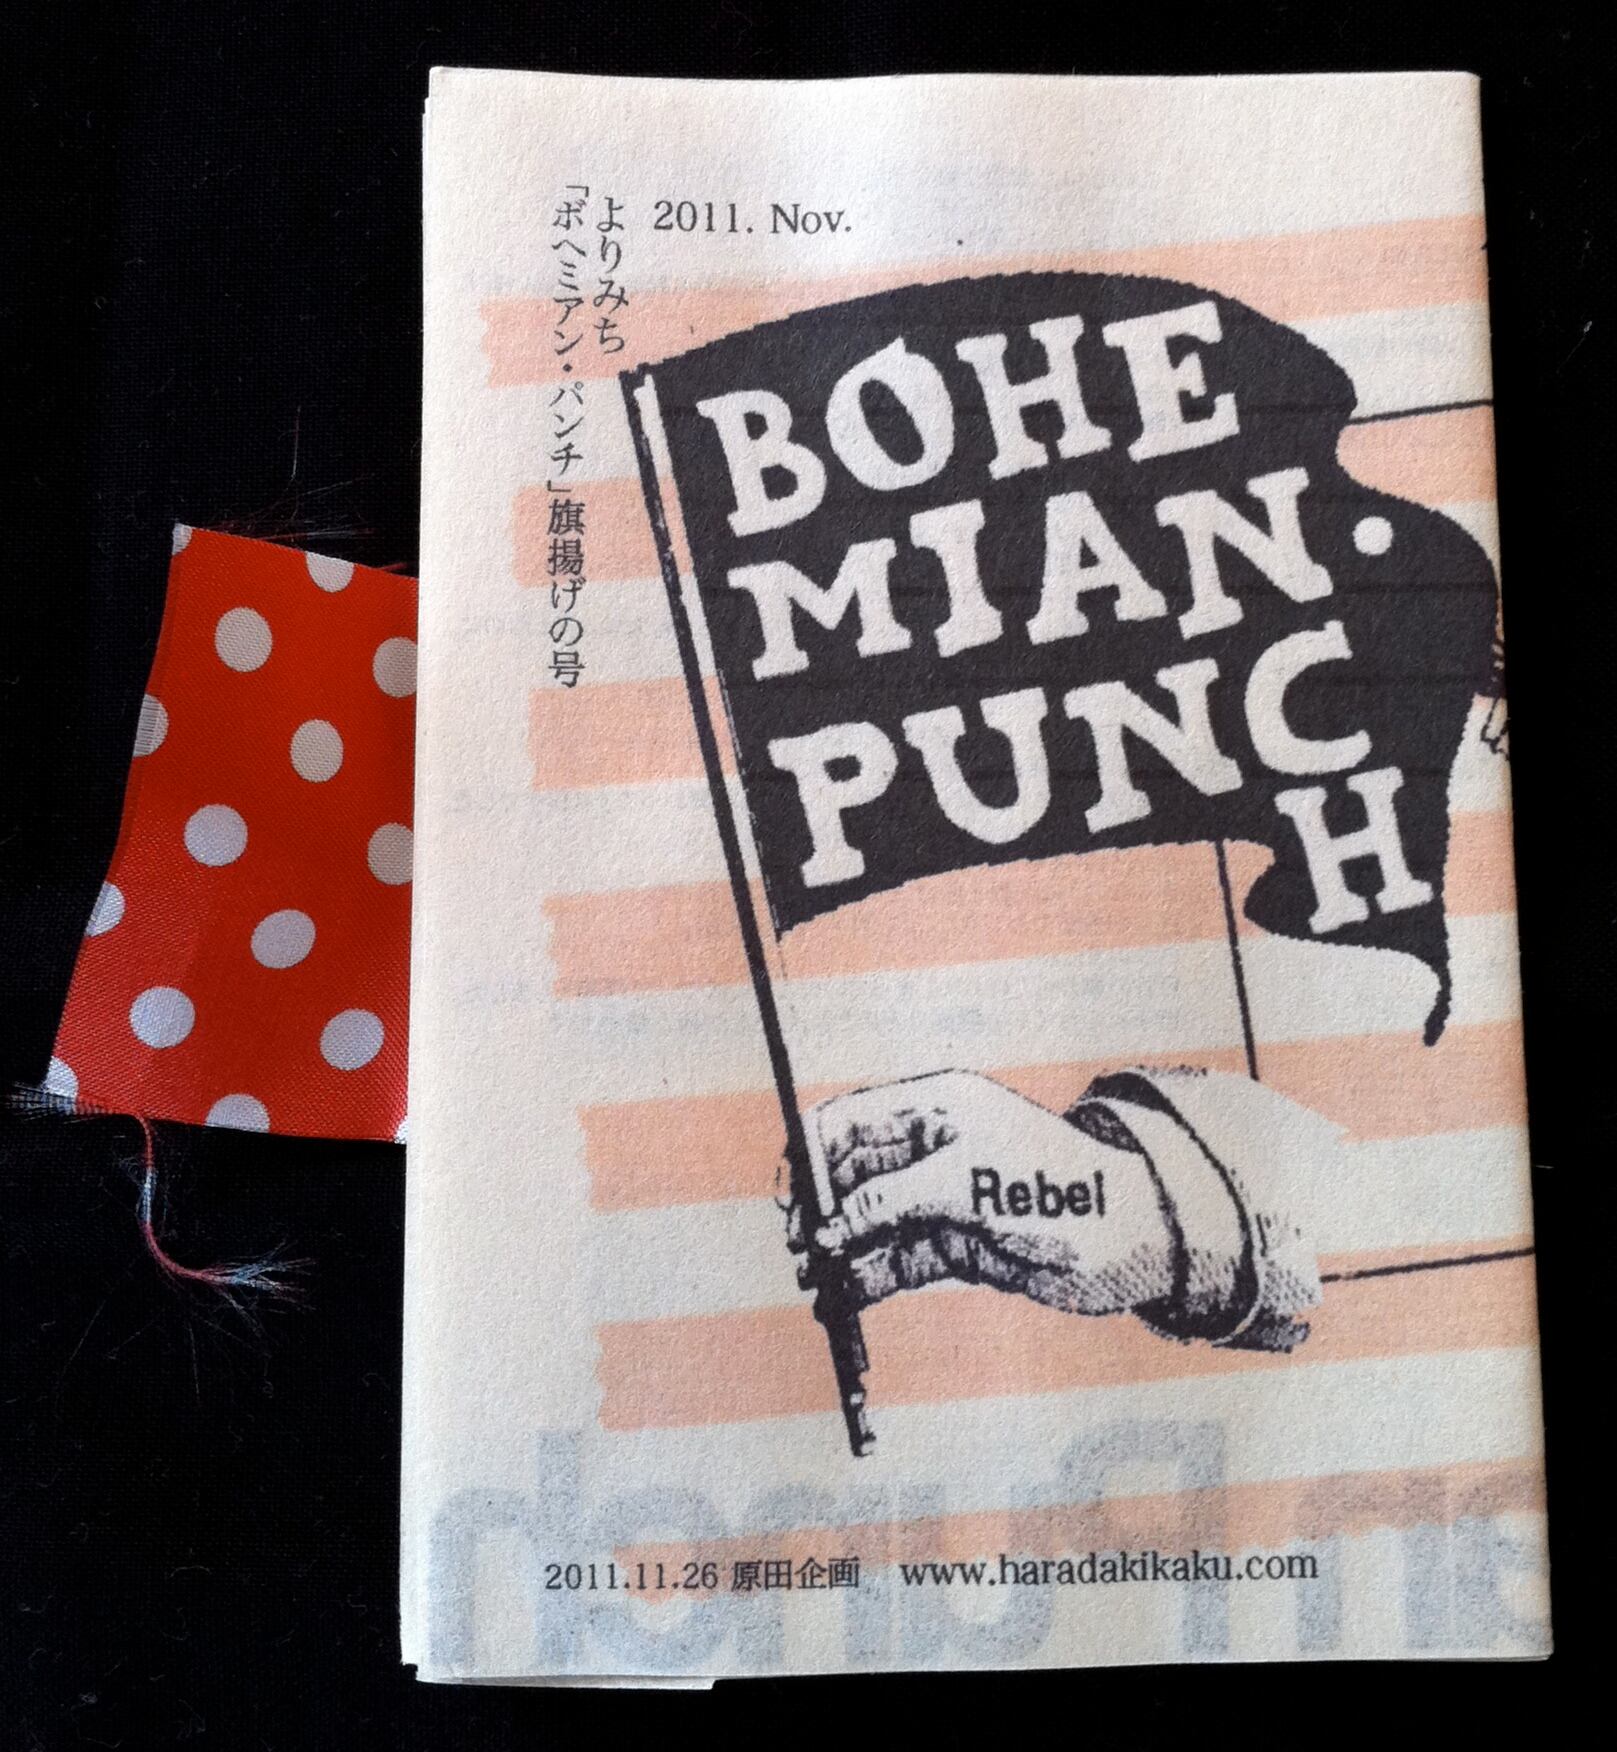 2011. Nov.
よりみち
「ボヘミアン・パンチ」旗揚げの号
BOHE
MIAN・
PUNC
H
Rebel
2011.11.26 原田企画 www.haradakikaku.com